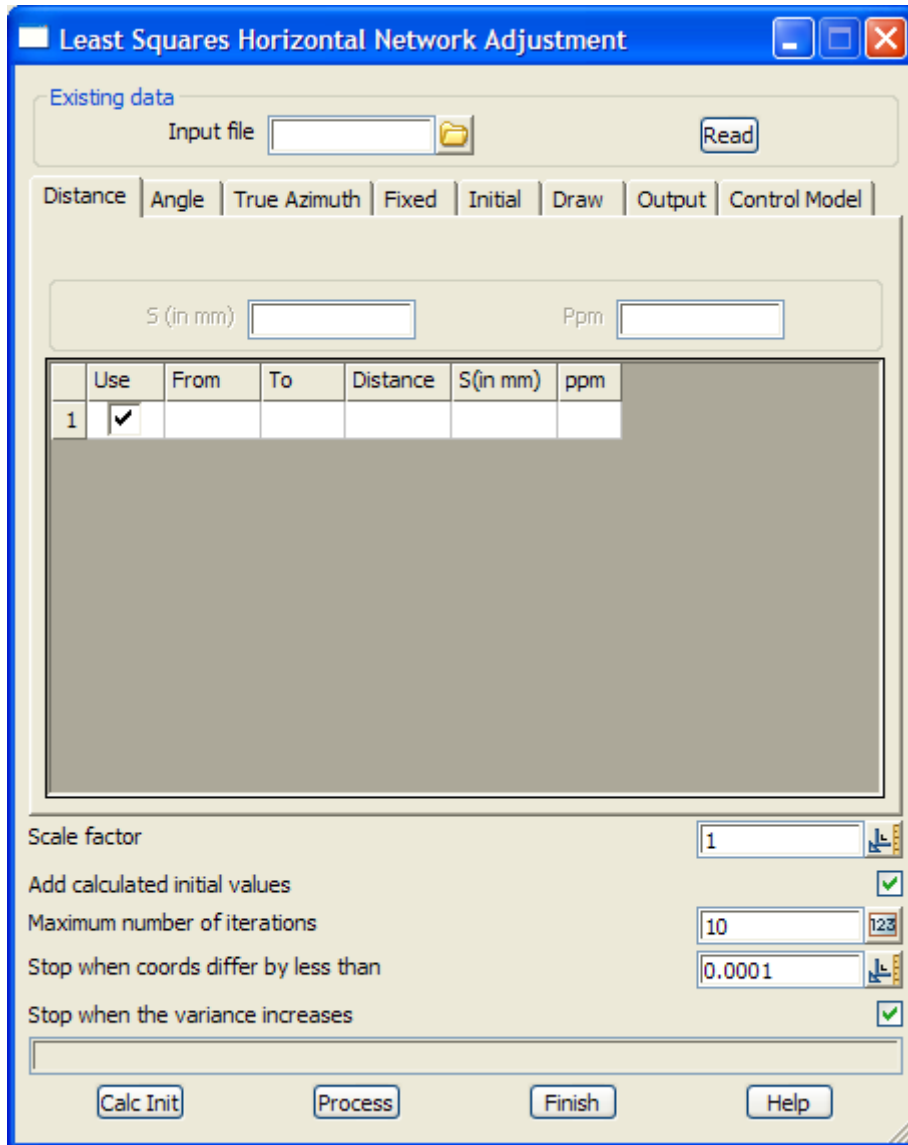 Least Squares Horizontal Network Adjustment
Existing data
Input file Read
Distance Angle True Azimuth Fixed Initial Draw Output Control Model
S (in mm) Ppm
Use From To Distance S(in mm) ppm
1
Scale factor 1
Add calculated initial values
Maximum number of iterations 10 123
Stop when coords differ by less than 0.0001
Stop when the variance increases
Calc Init Process Finish Help